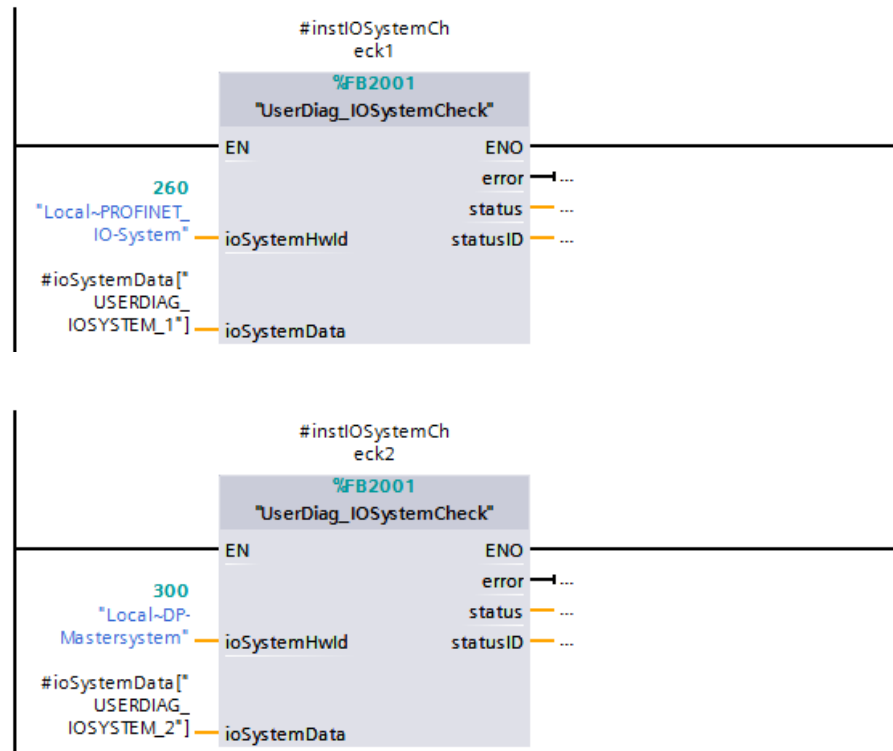 #instIOSystemCh
eck1
%FB2001
"UserDiag_IOSystemCheck"
EN ENO
error ...
260
"Local~PROFINET_
IO-System" ioSystemHwId
status ...
statusID ...
#ioSystemData["
USERDIAG_
IOSYSTEM_1"] ioSystemData
#instIOSystemCh
eck2
%FB2001
"UserDiag_IOSystemCheck"
EN ENO
error ...
300
"Local~DP-
Mastersystem" ioSystemHwId
status ...
statusID ...
#ioSystemData["
USERDIAG_
IOSYSTEM_2"] ioSystemData